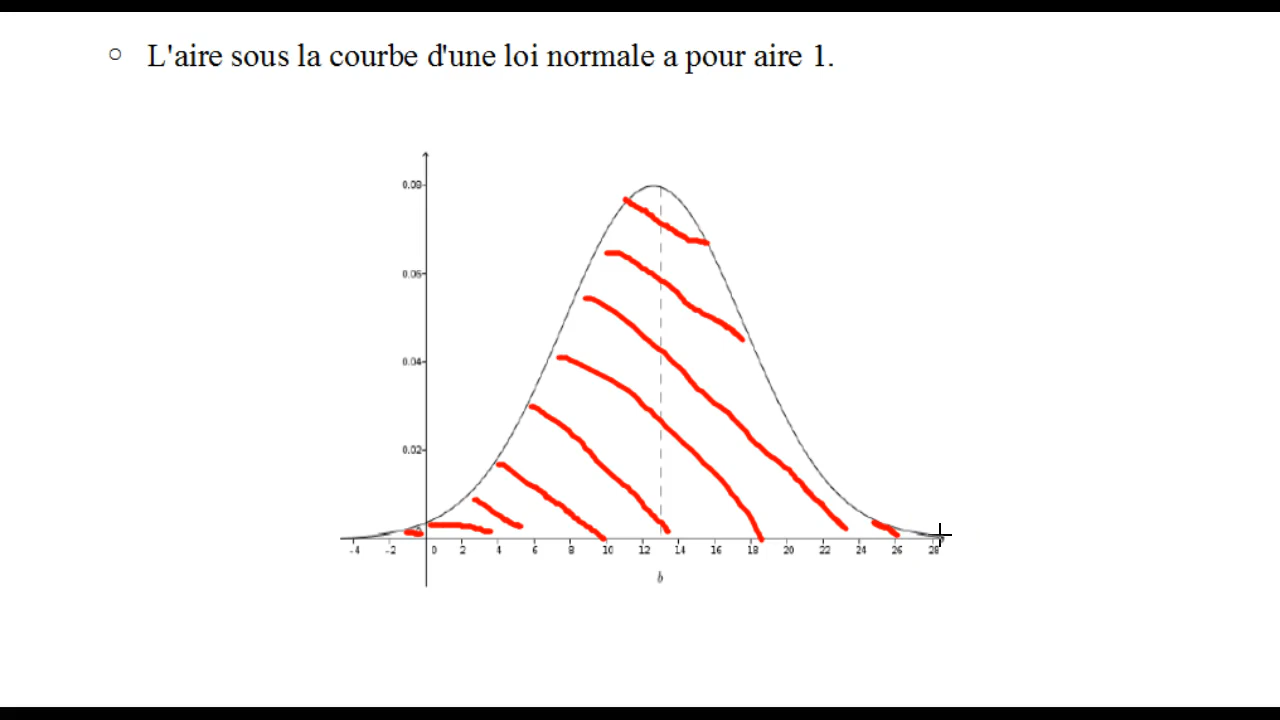 ○ L'aire sous la courbe d'une loi normale a pour aire 1.
0.08
0.06
0.04
0.02
-4 -2 0 2 4 6 8 10 12 14 16 18 20 22 24 26 28
b